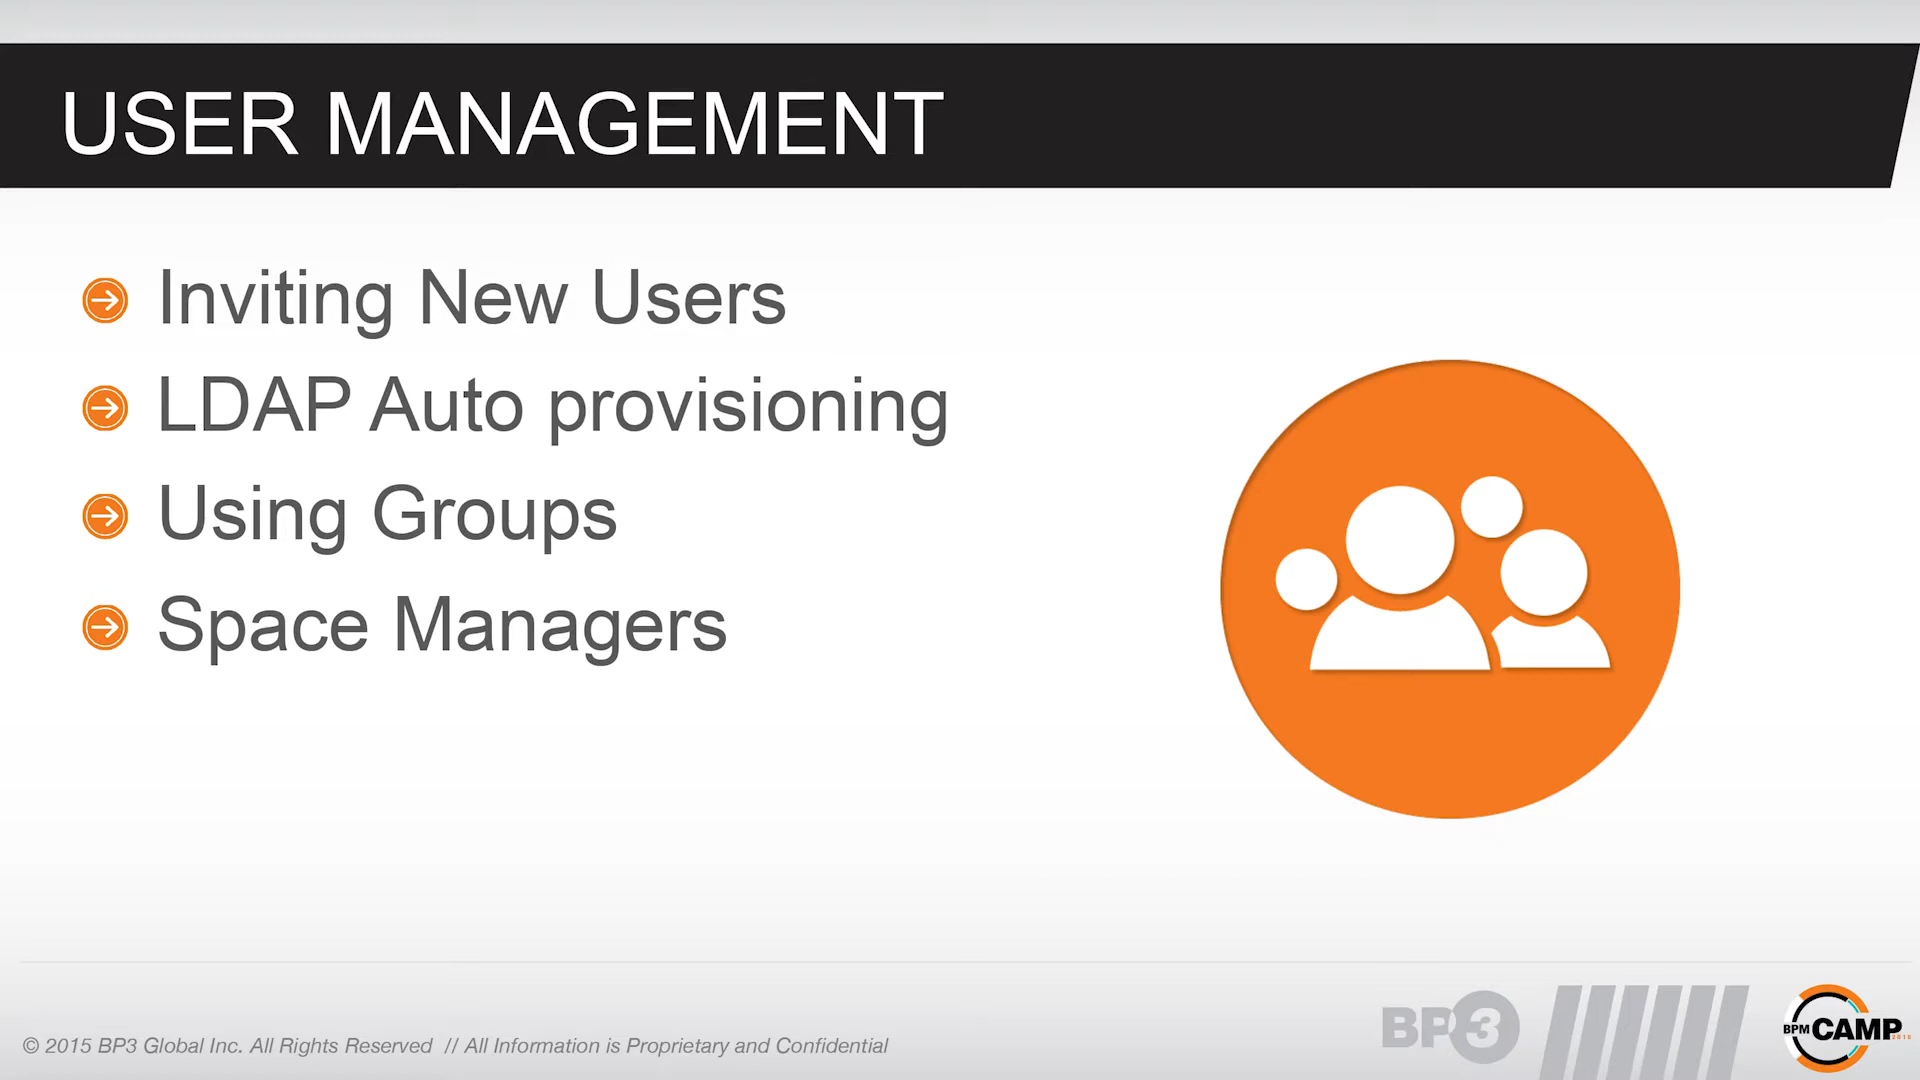 USER MANAGEMENT
Inviting New Users
LDAP Auto provisioning
Using Groups
Space Managers
© 2015 BP3 Global Inc. All Rights Reserved // All Information is Proprietary and Confidential
BP3
BPM CAMP